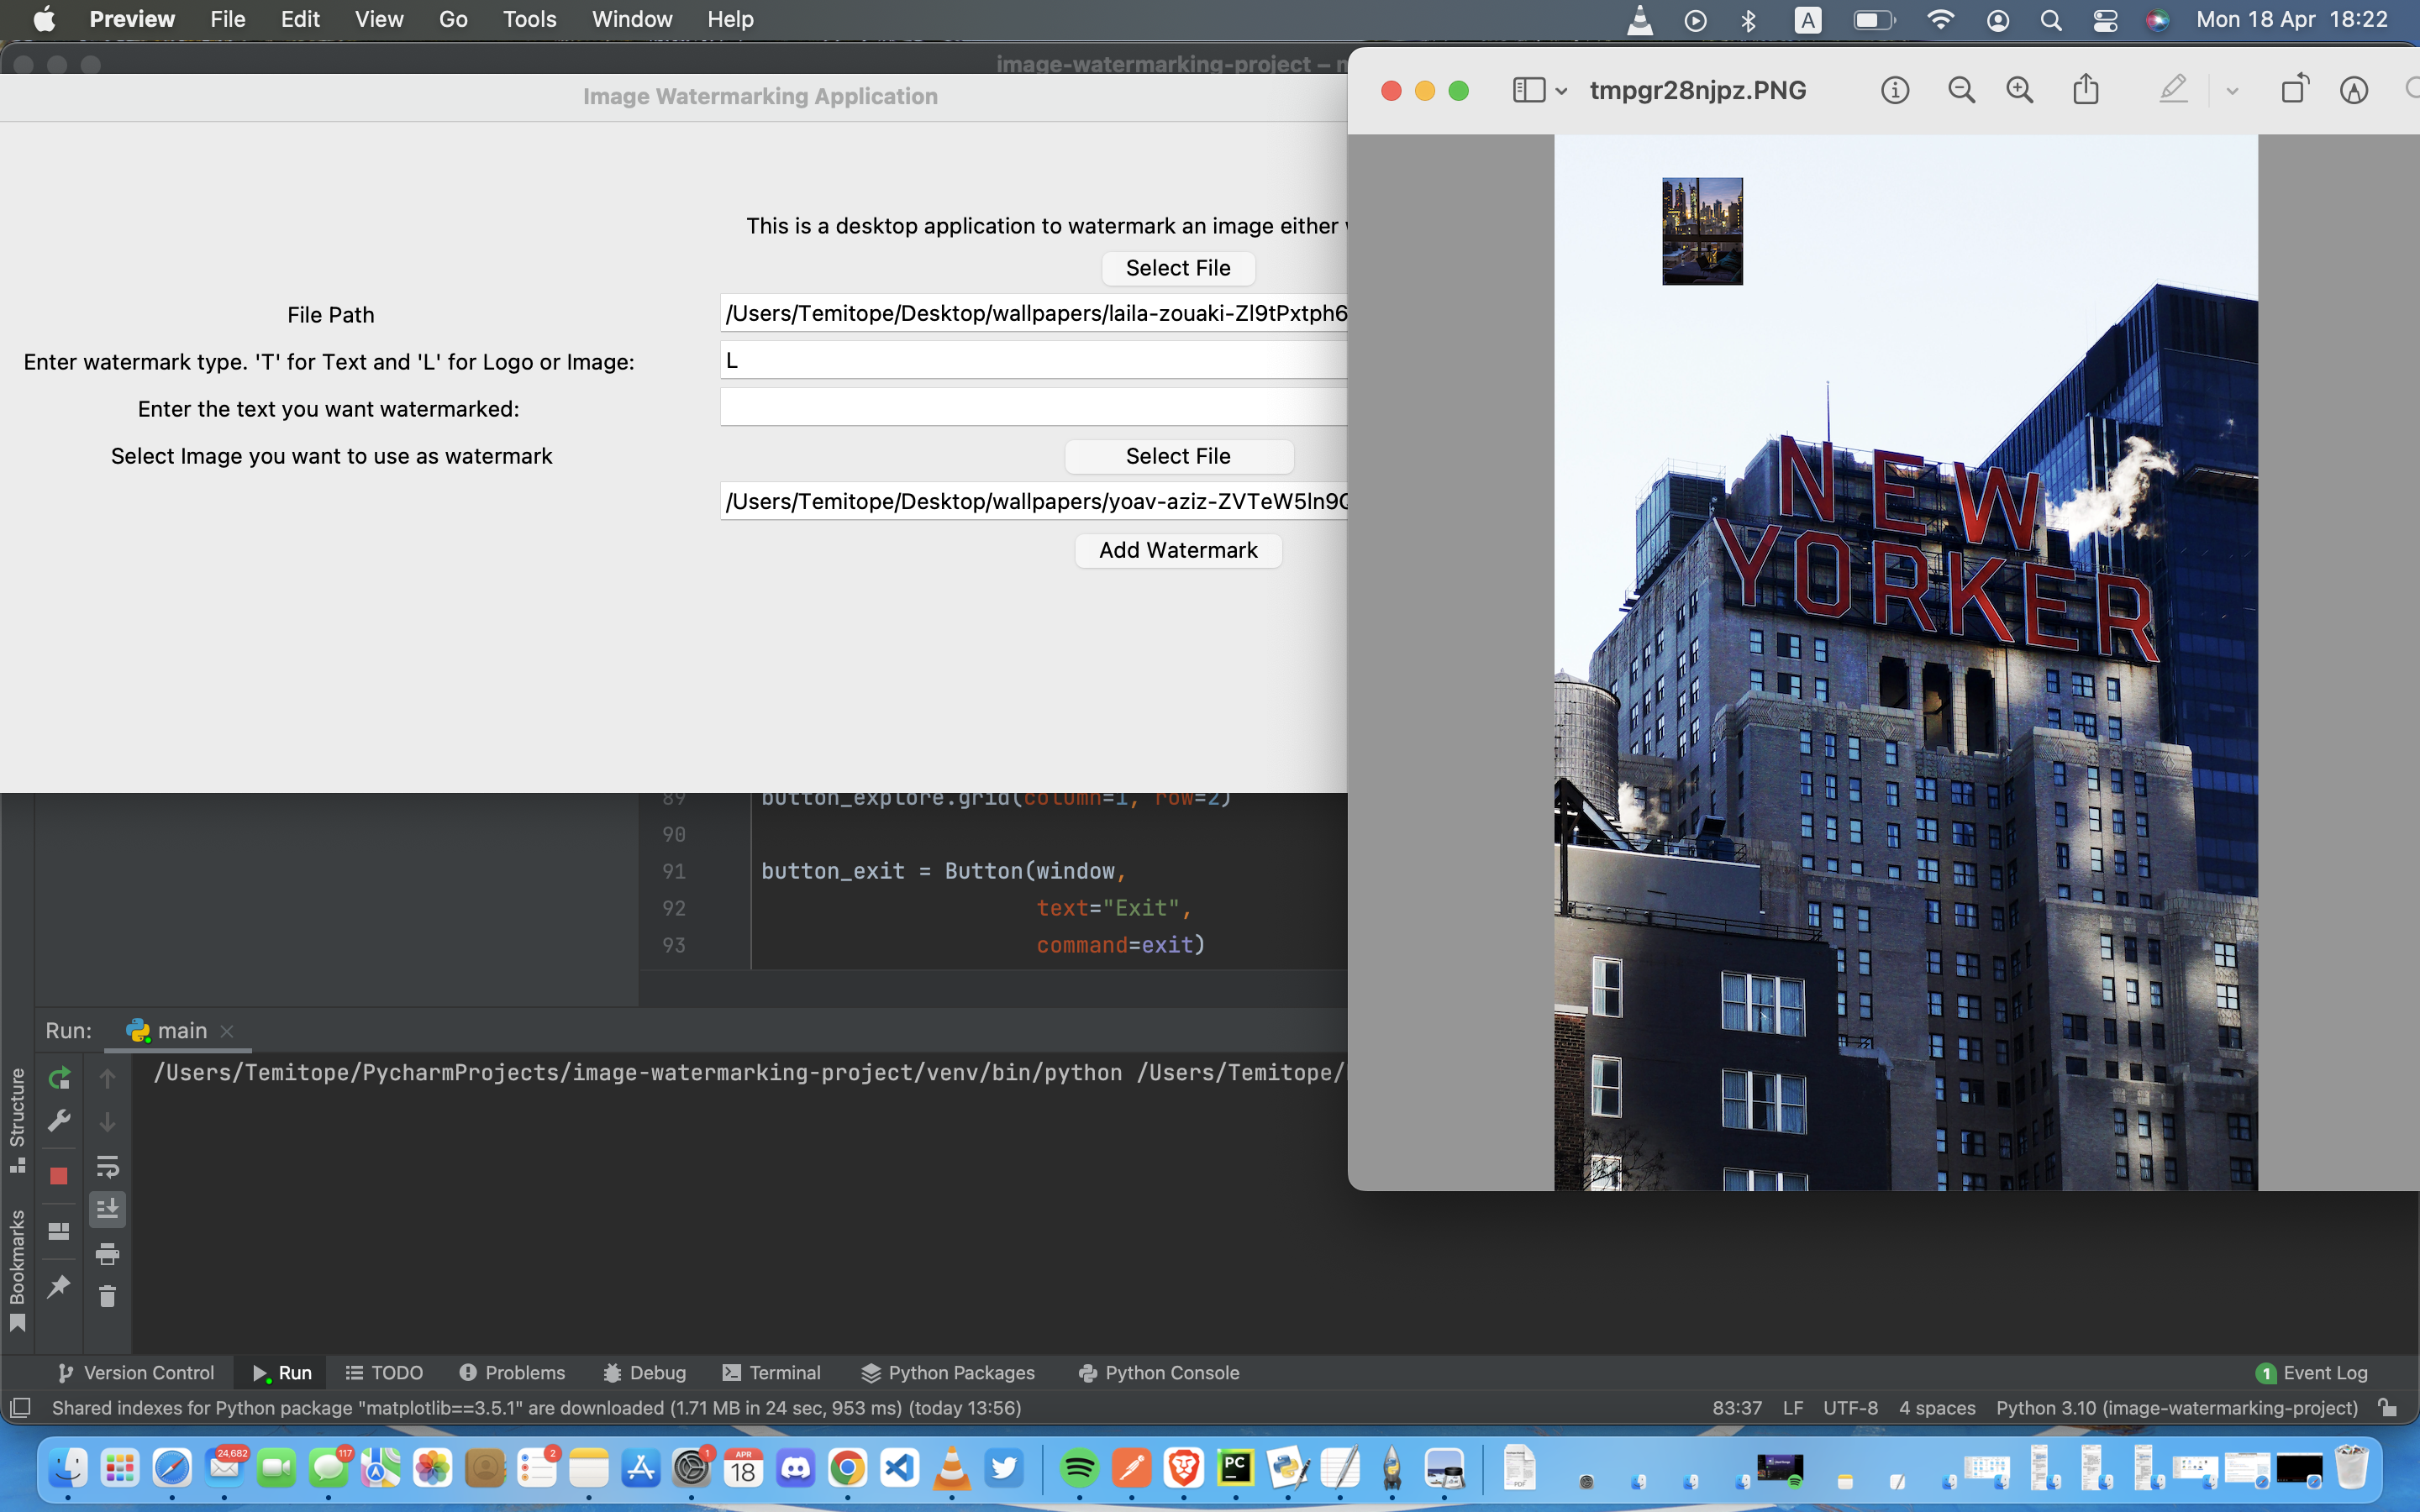 Preview File Edit View Go Tools Window Help
A
Mon 18 Apr 18:22
image-watermarking-project –
Image Watermarking Application
tmpgr28njpz.PNG
This is a desktop application to watermark an image either
Select File
File Path
/Users/Temitope/Desktop/wallpapers/laila-zouaki-Zl9tPxtph6
Enter watermark type. 'T' for Text and 'L' for Logo or Image:
L
Enter the text you want watermarked:
Select Image you want to use as watermark
Select File
/Users/Temitope/Desktop/wallpapers/yoav-aziz-ZVTeW5ln9
Add Watermark
NEW
YORKER
89 button_explore.grid(column=1, row=2)
90
91 button_exit = Button(window,
92 text="Exit",
93 command=exit)
Run: main
/Users/Temitope/PycharmProjects/image-watermarking-project/venv/bin/python /Users/Temitope/
Structure
Bookmarks
Version Control Run TODO Problems Debug Terminal Python Packages Python Console
1 Event Log
Shared indexes for Python package "matplotlib==3.5.1" are downloaded (1.71 MB in 24 sec, 953 ms) (today 13:56)
83:37 LF UTF-8 4 spaces Python 3.10 (image-watermarking-project)
24,682
117
2
1
APR
18
PC
PDF